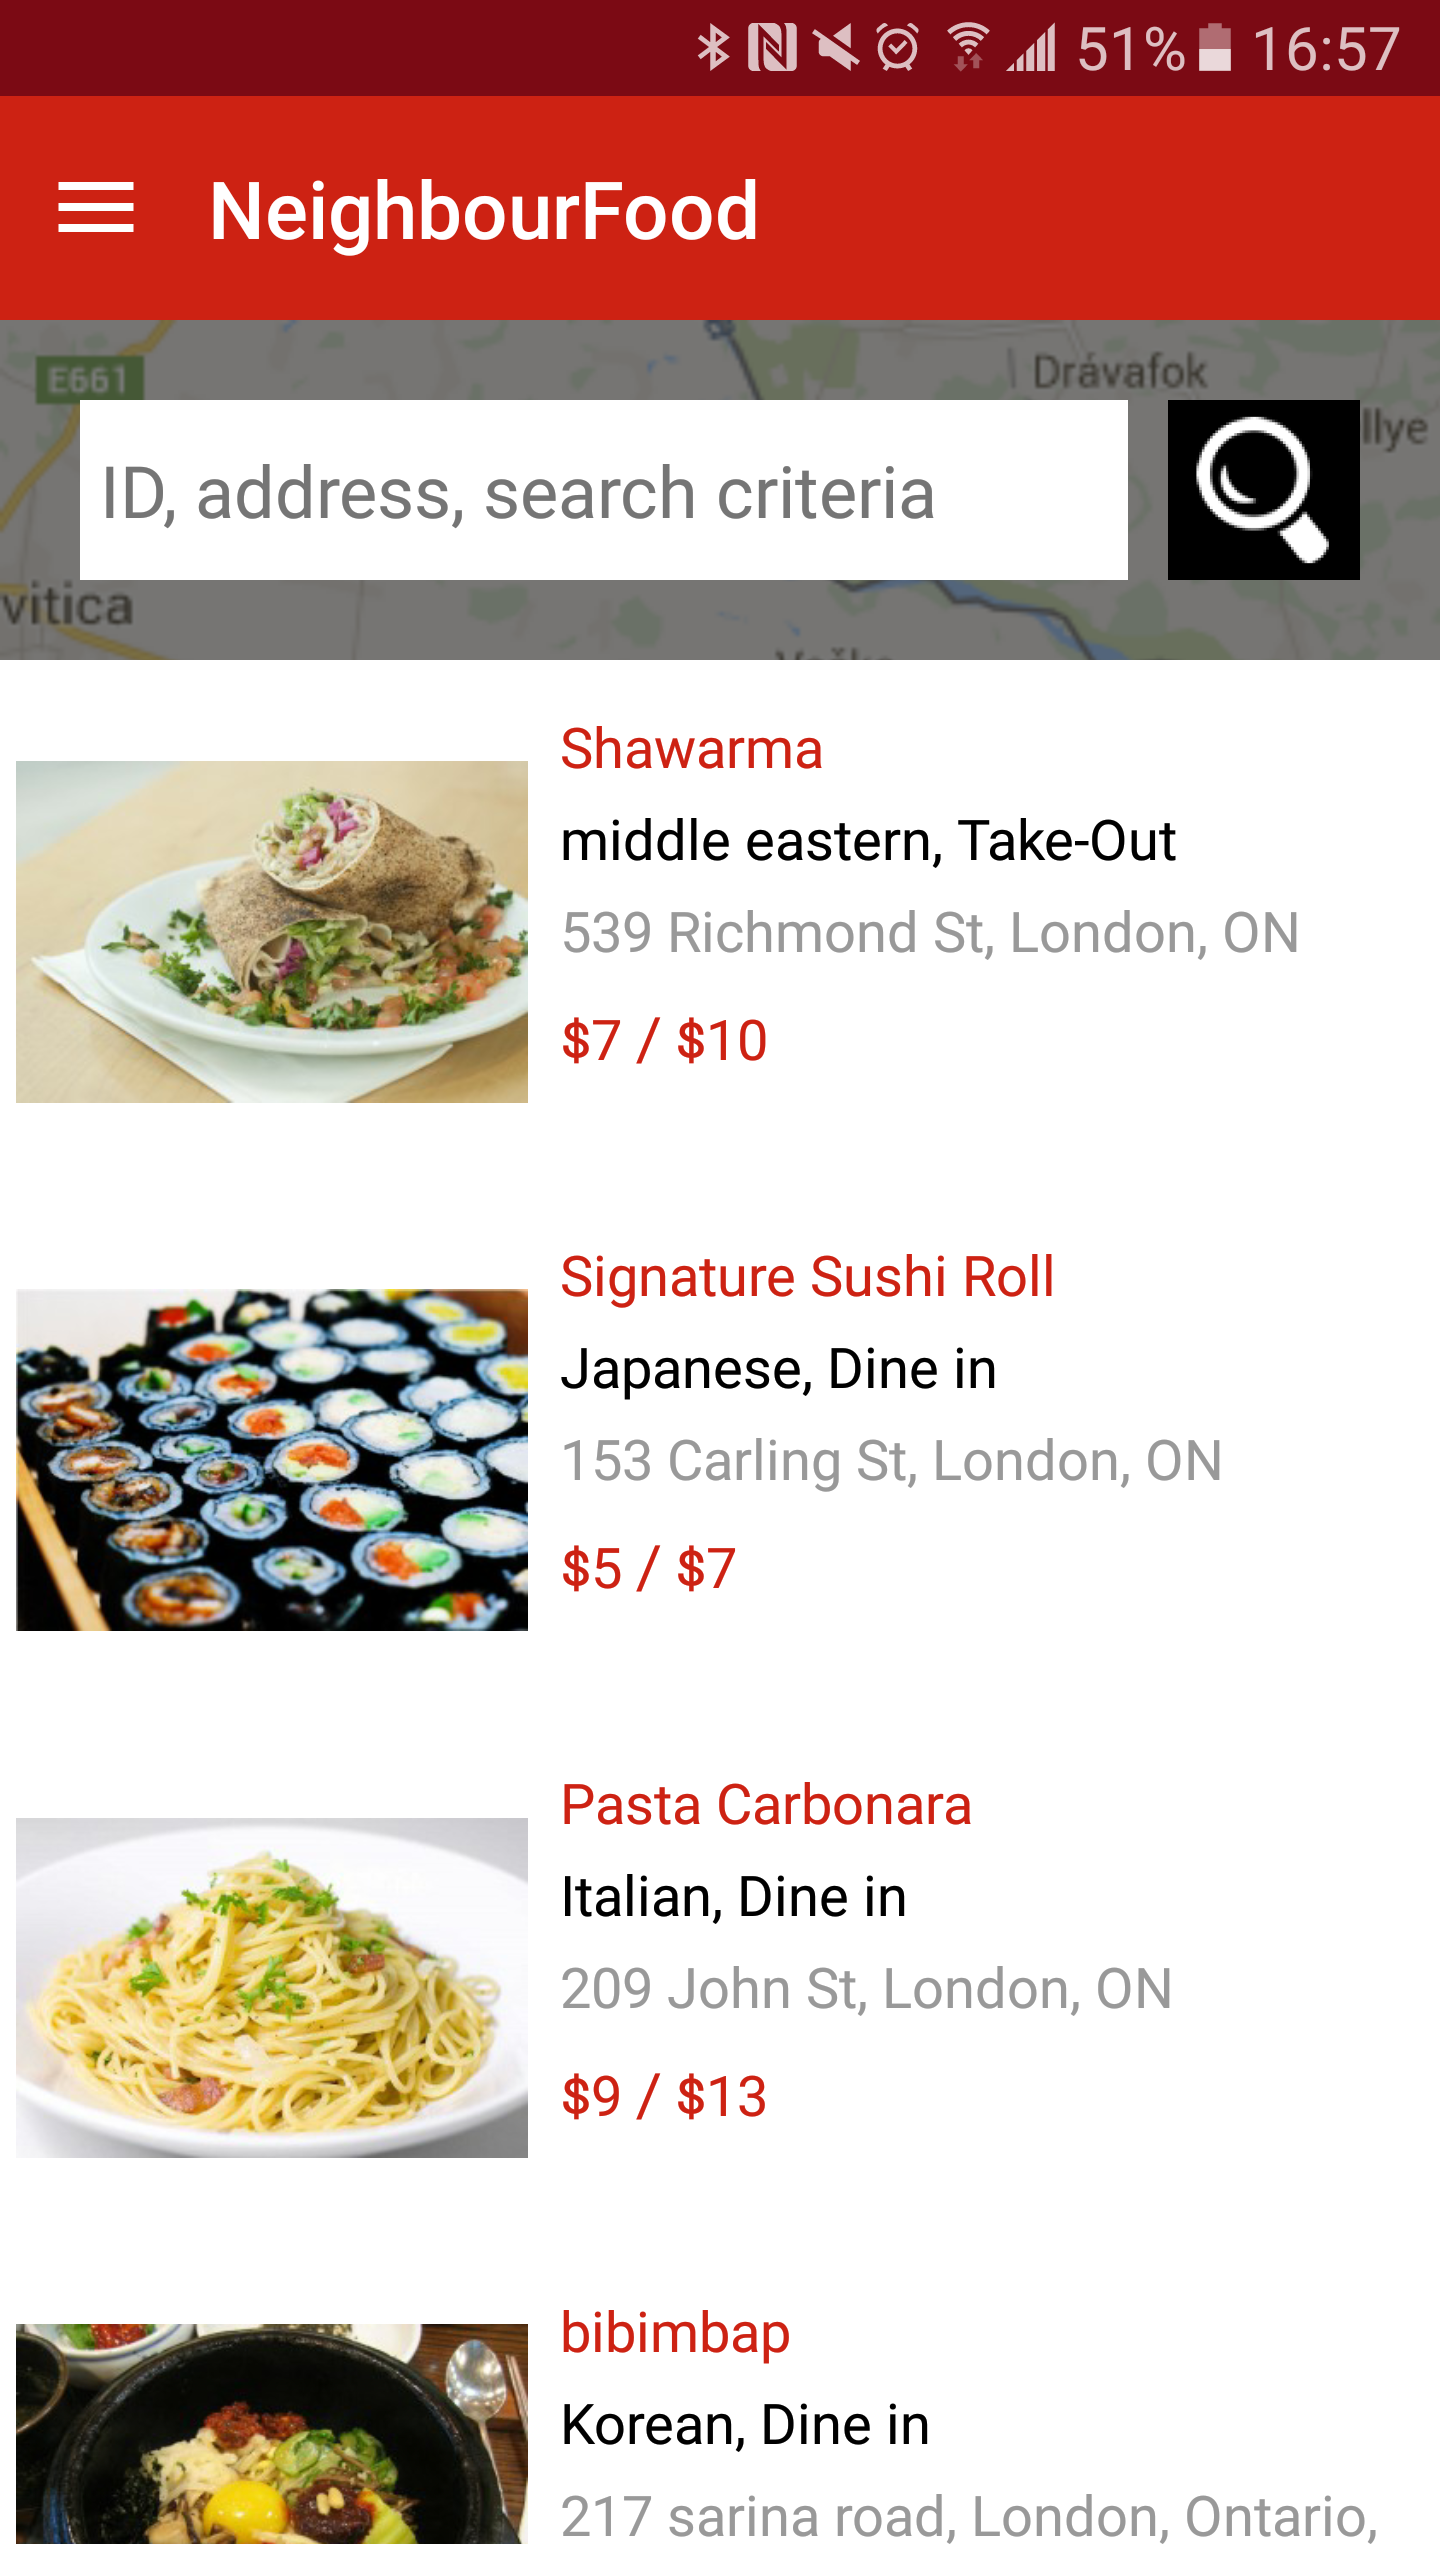 51% 16:57
NeighbourFood
E661
Drávafok
llye
ID, address, search criteria
vitica
Shawarma
middle eastern, Take-Out
539 Richmond St, London, ON
$7 / $10
Signature Sushi Roll
Japanese, Dine in
153 Carling St, London, ON
$5 / $7
Pasta Carbonara
Italian, Dine in
209 John St, London, ON
$9 / $13
bibimbap
Korean, Dine in
217 sarina road, London, Ontario,